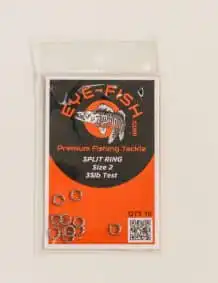 EYE-FISH
.COM
Premium Fishing Tackle
SPLIT RING
Size 2
35lb Test
QTY. 10